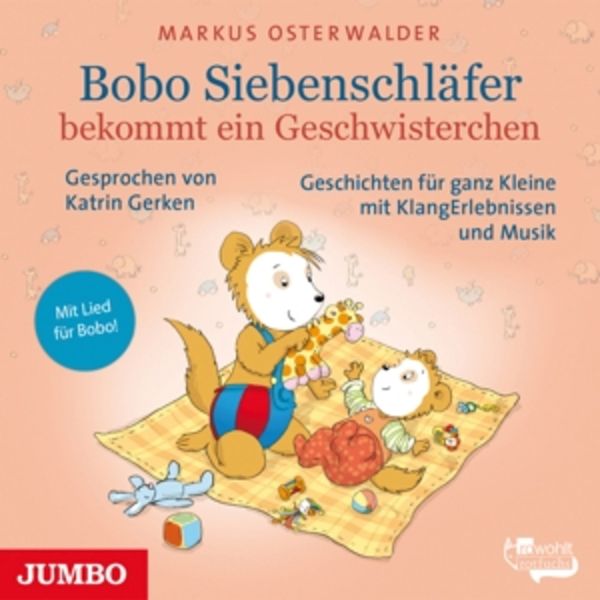 MARKUS OSTERWALDER
Bobo Siebenschläfer
bekommt ein Geschwisterchen
Gesprochen von
Katrin Gerken
Geschichten für ganz Kleine
mit KlangErlebnissen
und Musik
Mit Lied
für Bobo!
JUMBO
rowohlt
rotfuchs